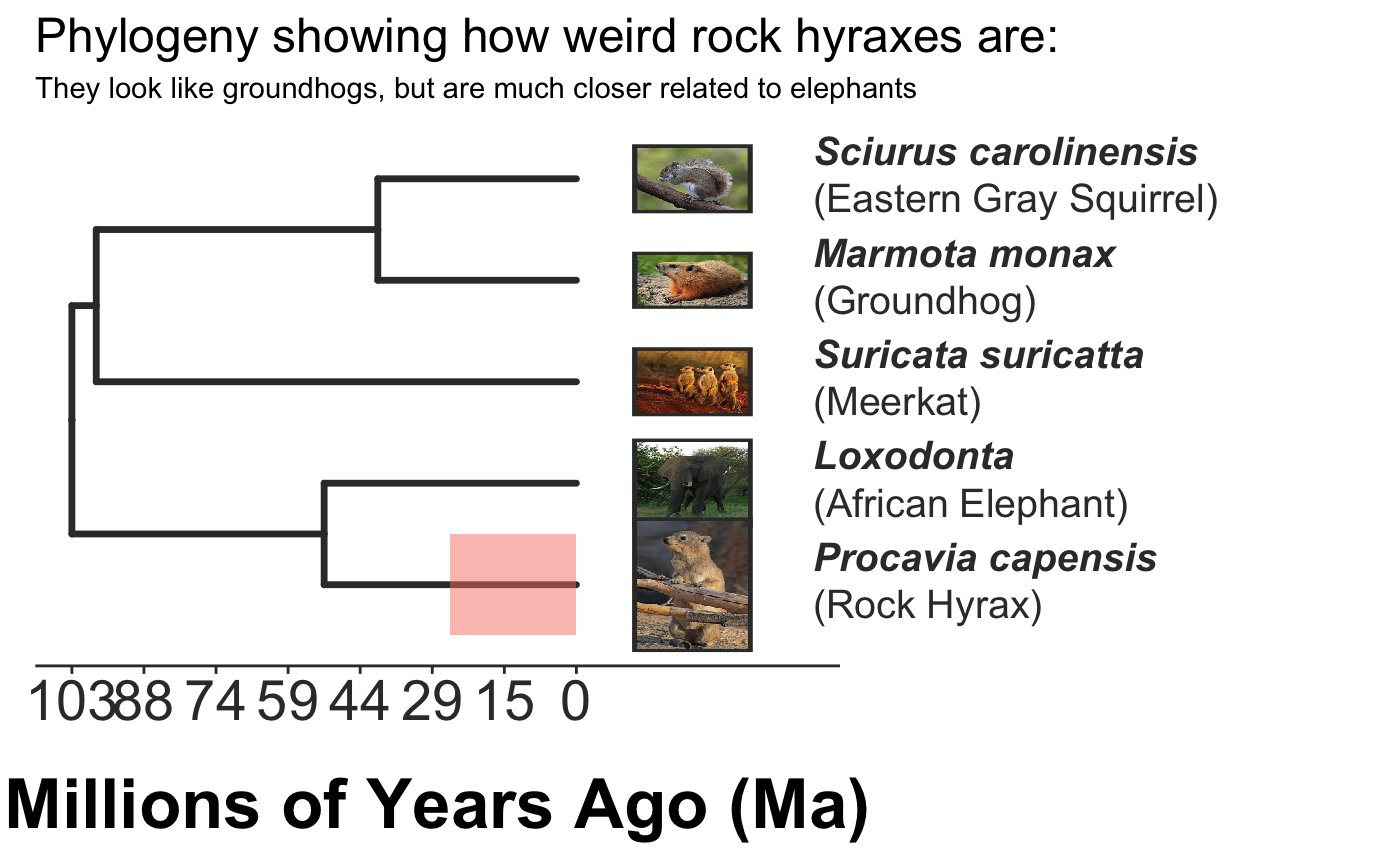 Phylogeny showing how weird rock hyraxes are:
They look like groundhogs, but are much closer related to elephants
Sciurus carolinensis
(Eastern Gray Squirrel)
Marmota monax
(Groundhog)
Suricata suricatta
(Meerkat)
Loxodonta
(African Elephant)
Procavia capensis
(Rock Hyrax)
103 88 74 59 44 29 15 0
Millions of Years Ago (Ma)